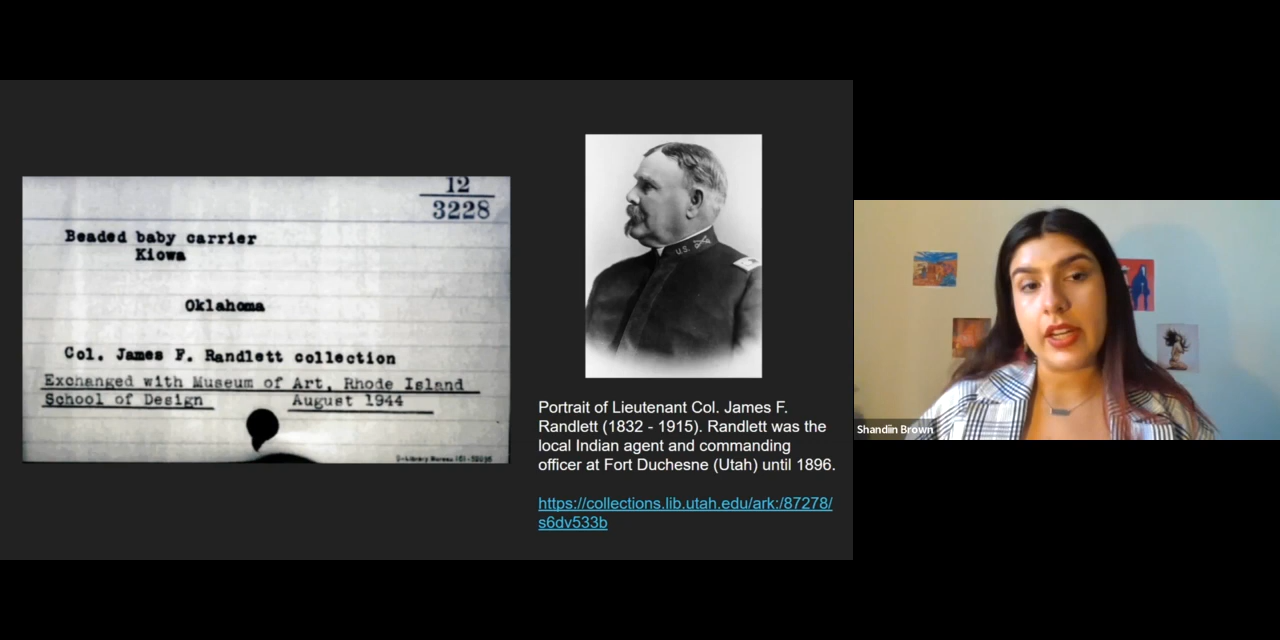 12
3228
Beaded baby carrier
Kiowa
Oklahoma
Col. James F. Randlett collection
Exchanged with Museum of Art, Rhode Island
School of Design August 1944
U.S.
Portrait of Lieutenant Col. James F.
Randlett (1832 - 1915). Randlett was the
local Indian agent and commanding
officer at Fort Duchesne (Utah) until 1896.
https://collections.lib.utah.edu/ark:/87278/
s6dv533b
Shandiin Brown